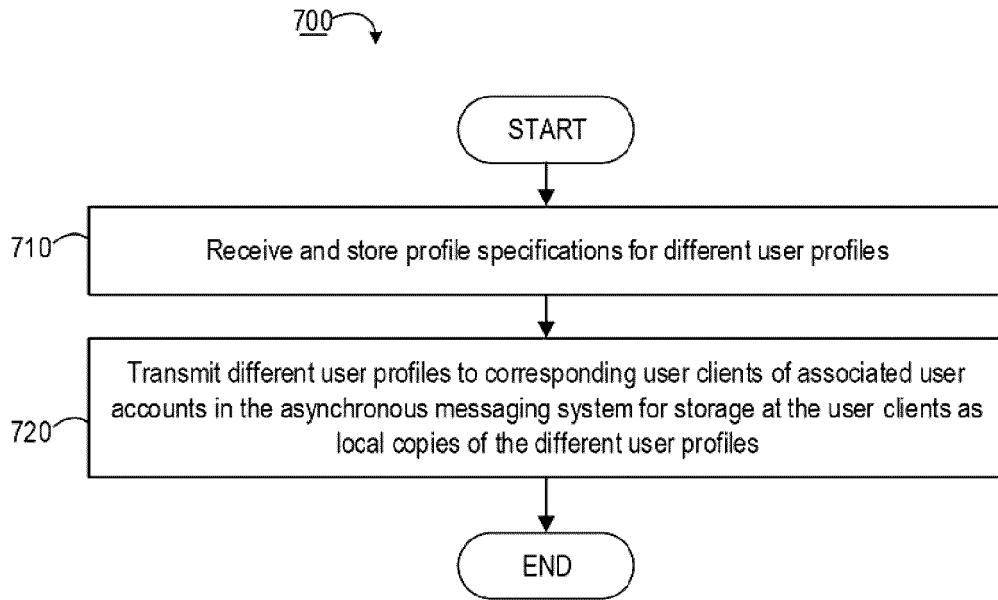 700
START
710
Receive and store profile specifications for different user profiles
Transmit different user profiles to corresponding user clients of associated user
accounts in the asynchronous messaging system for storage at the user clients as
720
local copies of the different user profiles
END